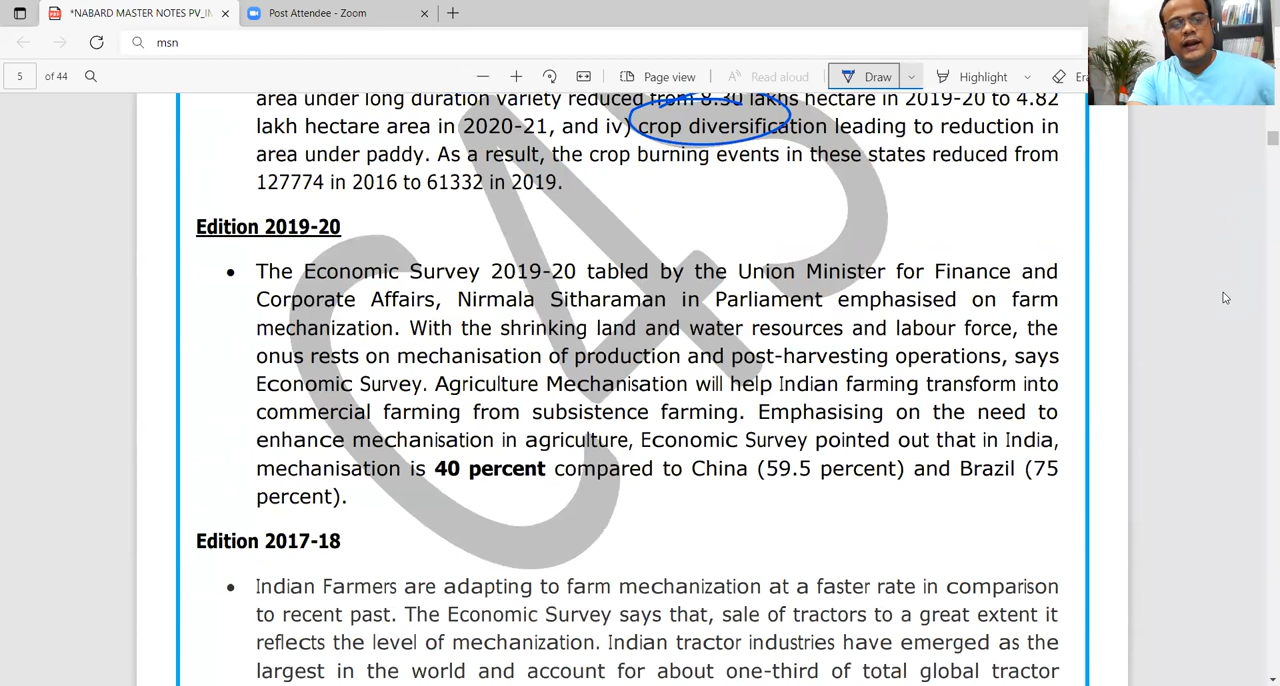 *NABARD MASTER NOTES PV_IN
Post Attendee - Zoom
msn
5 of 44
Page view
Read aloud
Draw
Highlight
Era
area under long duration variety reduced from 8.30 lakhs hectare in 2019-20 to 4.82
lakh hectare area in 2020-21, and iv) crop diversification leading to reduction in
area under paddy. As a result, the crop burning events in these states reduced from
127774 in 2016 to 61332 in 2019.
Edition 2019-20
• The Economic Survey 2019-20 tabled by the Union Minister for Finance and
Corporate Affairs, Nirmala Sitharaman in Parliament emphasised on farm
mechanization. With the shrinking land and water resources and labour force, the
onus rests on mechanisation of production and post-harvesting operations, says
Economic Survey. Agriculture Mechanisation will help Indian farming transform into
commercial farming from subsistence farming. Emphasising on the need to
enhance mechanisation in agriculture, Economic Survey pointed out that in India,
mechanisation is 40 percent compared to China (59.5 percent) and Brazil (75
percent).
Edition 2017-18
• Indian Farmers are adapting to farm mechanization at a faster rate in comparison
to recent past. The Economic Survey says that, sale of tractors to a great extent it
reflects the level of mechanization. Indian tractor industries have emerged as the
largest in the world and account for about one-third of total global tractor